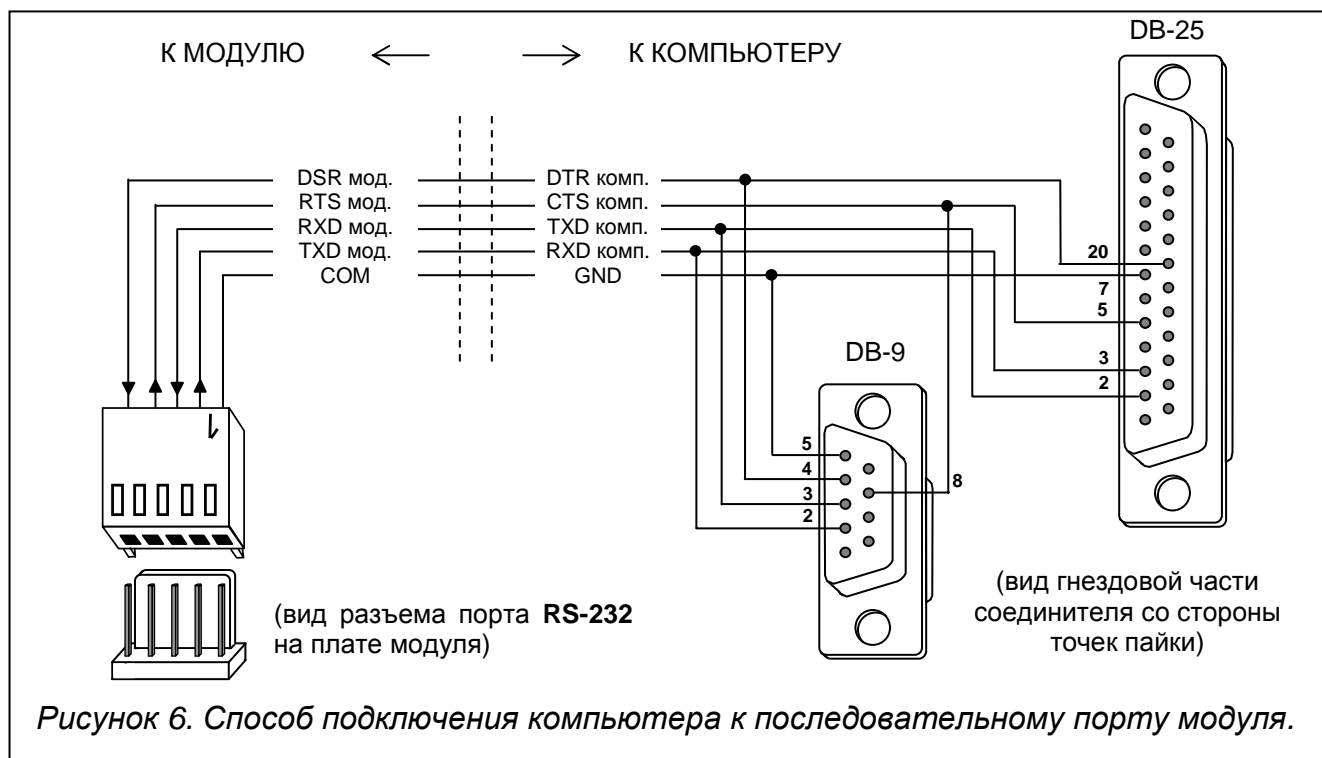 К МОДУЛЮ
К КОМПЬЮТЕРУ
DB-25
DSR мод.
DTR комп.
RTS мод.
CTS комп.
RXD мод.
TXD комп.
TXD мод.
RXD комп.
COM
GND
20
7
5
3
2
DB-9
5
4
3
2
8
(вид разъема порта RS-232
на плате модуля)
(вид гнездовой части
соединителя со стороны
точек пайки)
Рисунок 6. Способ подключения компьютера к последовательному порту модуля.